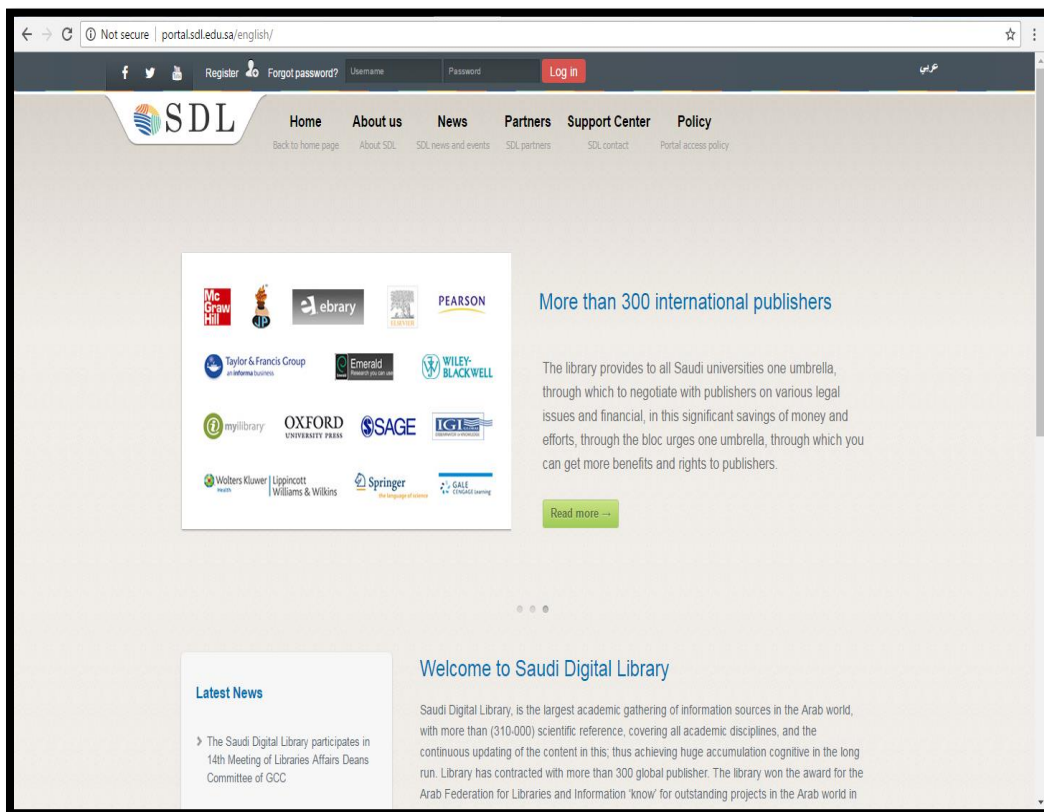 Not secure | portal.sdl.edu.sa/english/
Register Forgot password? Username Password Log in عربي
SDL
Home About us News Partners Support Center Policy
Back to home page About SDL SDL news and events SDL partners SDL contact Portal access policy
Mc Graw Hill JP ebrary ELSEVIER PEARSON
Taylor & Francis Group Emerald WILEY-BLACKWELL
an informa business Research you can use
myilibrary OXFORD UNIVERSITY PRESS SAGE IGI
Wolters Kluwer Health Lippincott Williams & Wilkins Springer the language of science GALE CENGAGE Learning
More than 300 international publishers
The library provides to all Saudi universities one umbrella,
through which to negotiate with publishers on various legal
issues and financial, in this significant savings of money and
efforts, through the bloc urges one umbrella, through which you
can get more benefits and rights to publishers.
Read more →
Latest News
The Saudi Digital Library participates in
14th Meeting of Libraries Affairs Deans
Committee of GCC
Welcome to Saudi Digital Library
Saudi Digital Library, is the largest academic gathering of information sources in the Arab world,
with more than (310-000) scientific reference, covering all academic disciplines, and the
continuous updating of the content in this; thus achieving huge accumulation cognitive in the long
run. Library has contracted with more than 300 global publisher. The library won the award for the
Arab Federation for Libraries and Information 'know' for outstanding projects in the Arab world in